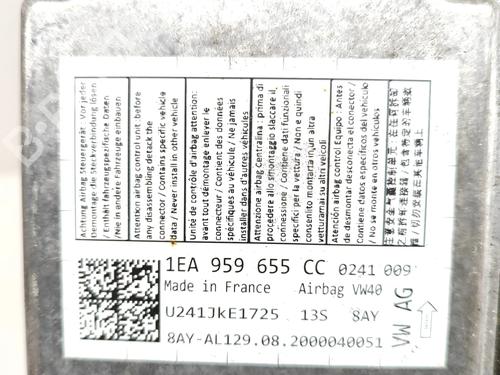 Achtung Airbag Steuergerät. Vor jeder
Demontage die Steckverbindung lösen
/ Enthält fahrzeugspezifische Daten
/Nie in andere Fahrzeuge einbauen
Attention airbag control unit: before
any disassembling detack the
connector / Contains specific vehicle
data / Never install in other vehicle
Unité de contrôle d'airbag attention:
avant tout démontage enlever le
connecteur / Contient des données
spécifiques au véhicule / Ne jamais
installer dans d'autres véhicules
Attenzione airbag Centralina : prima di
procedere allo smontaggio slacciare il
connessione / Contiene dati funzionali
specifici per la vettura / Non e quindi
consentito montarla in un altra
vetturamas su altri veicoli
Atención airbag control Equipo: Antes
de desmontar desconecta el conector /
Contiene datos específicos del vehículo
/ No se monte en otros vehículos
1EA 959 655 CC 0241 009
Made in France Airbag VW40
U241JkE1725 13S 8AY
8AY-AL129.08.2000040051
VW AG